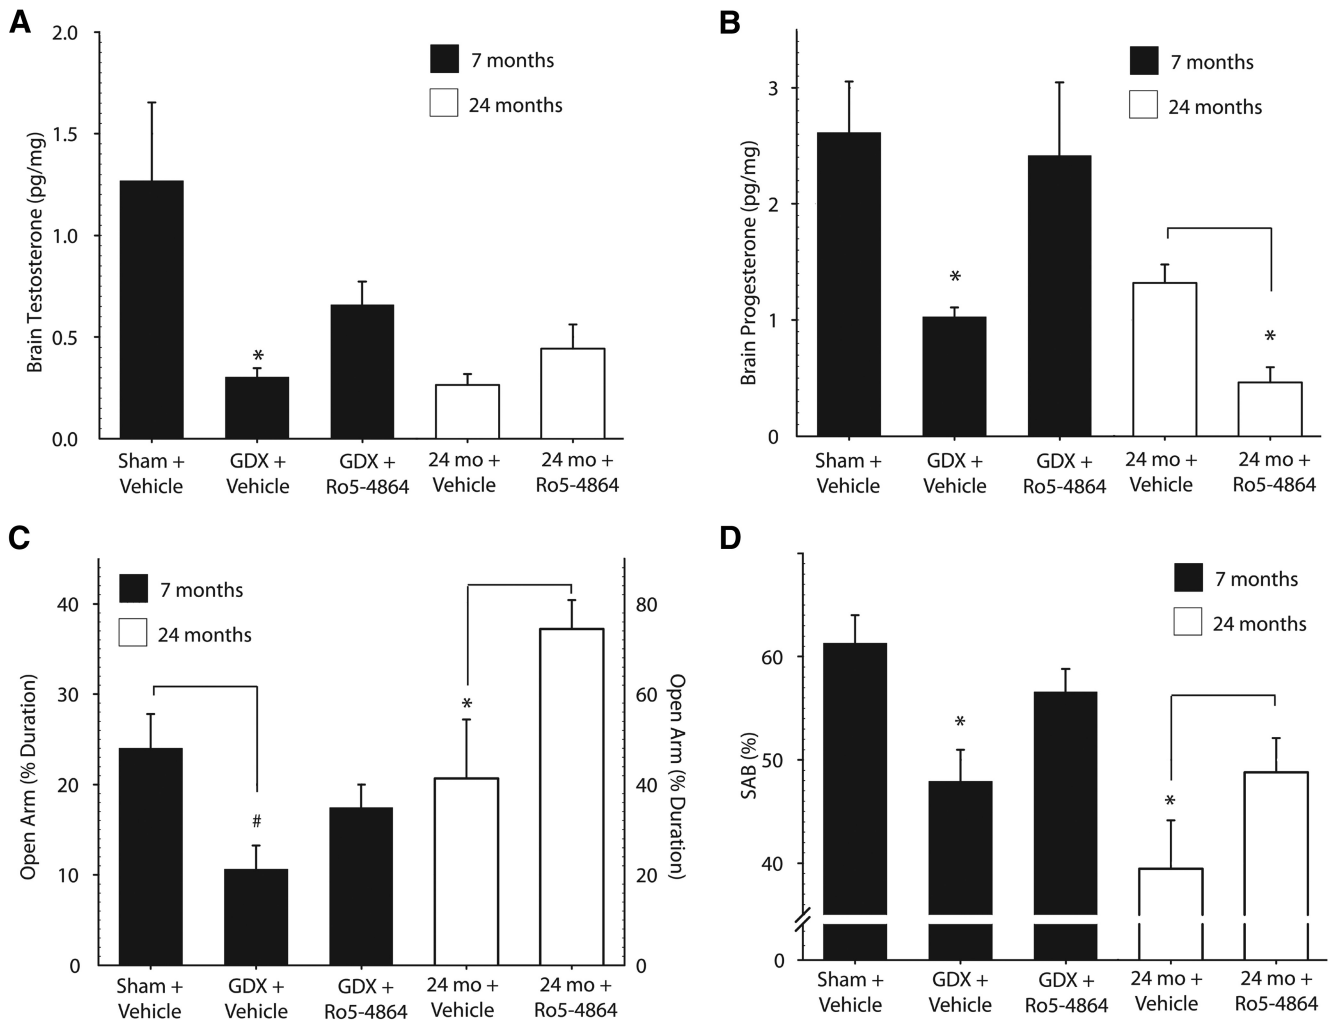 A
2.0
1.5
1.0
0.5
0.0
Brain Testosterone (pg/mg)
7 months
24 months
*
Sham +
Vehicle
GDX +
Vehicle
GDX +
Ro5-4864
24 mo +
Vehicle
24 mo +
Ro5-4864
B
3
2
1
0
Brain Progesterone (pg/mg)
7 months
24 months
*
*
Sham +
Vehicle
GDX +
Vehicle
GDX +
Ro5-4864
24 mo +
Vehicle
24 mo +
Ro5-4864
C
40
30
20
10
0
Open Arm (% Duration)
7 months
24 months
#
*
80
60
40
20
0
Open Arm (% Duration)
Sham +
Vehicle
GDX +
Vehicle
GDX +
Ro5-4864
24 mo +
Vehicle
24 mo +
Ro5-4864
D
60
50
40
0
SAB (%)
7 months
24 months
*
*
Sham +
Vehicle
GDX +
Vehicle
GDX +
Ro5-4864
24 mo +
Vehicle
24 mo +
Ro5-4864